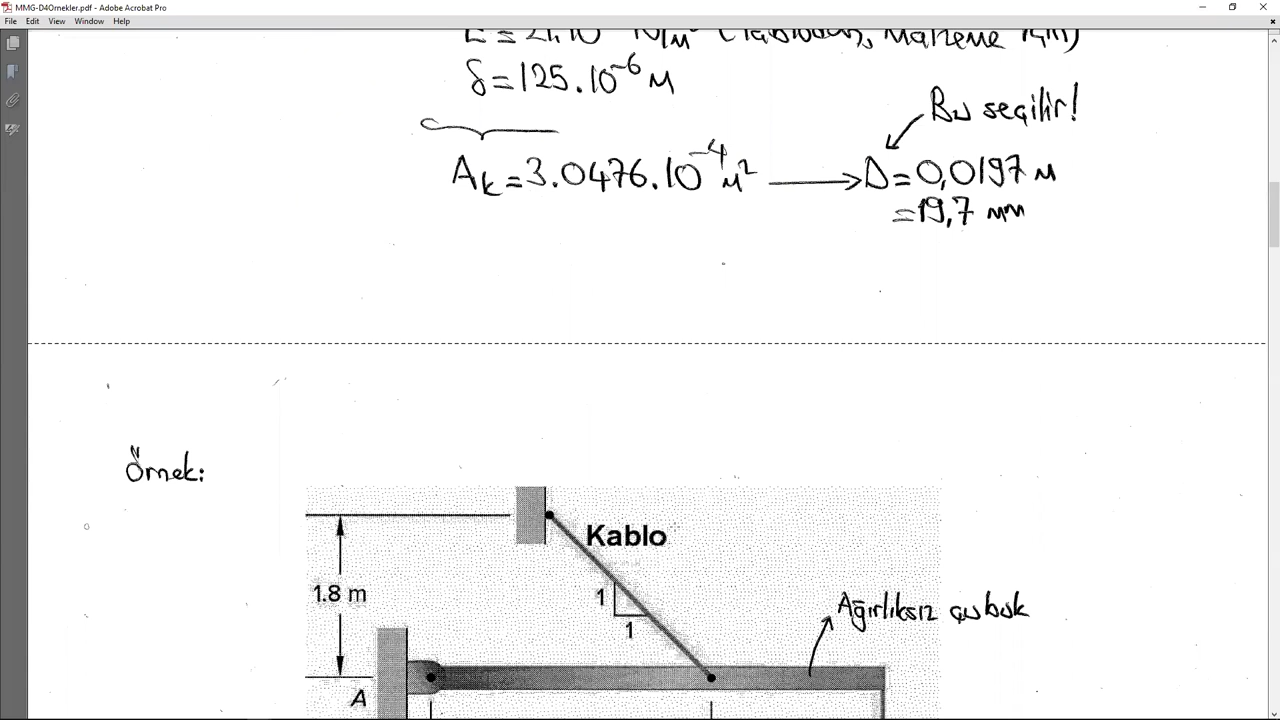 MMG-D4Ornekler.pdf - Adobe Acrobat Pro
File Edit View Window Help
δ=125.10⁻⁶ M
Bu seçilir!
Aₖ=3.0476.10⁻⁴ M² → D=0,0197 M
=19,7 mm
Örnek:
Kablo
1.8 m
1
1
Ağırlıksız çubuk
A